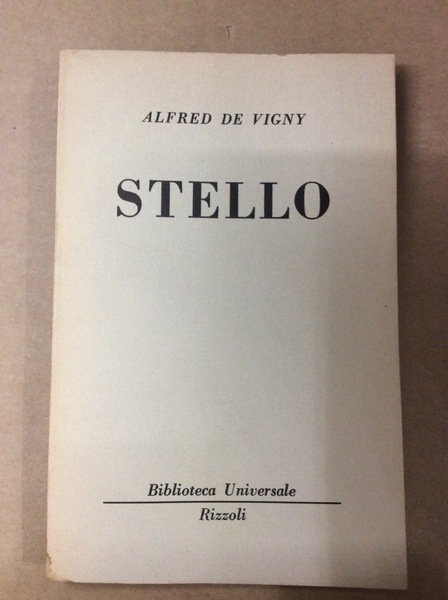 ALFRED DE VIGNY
STELLO
Biblioteca Universale
Rizzoli